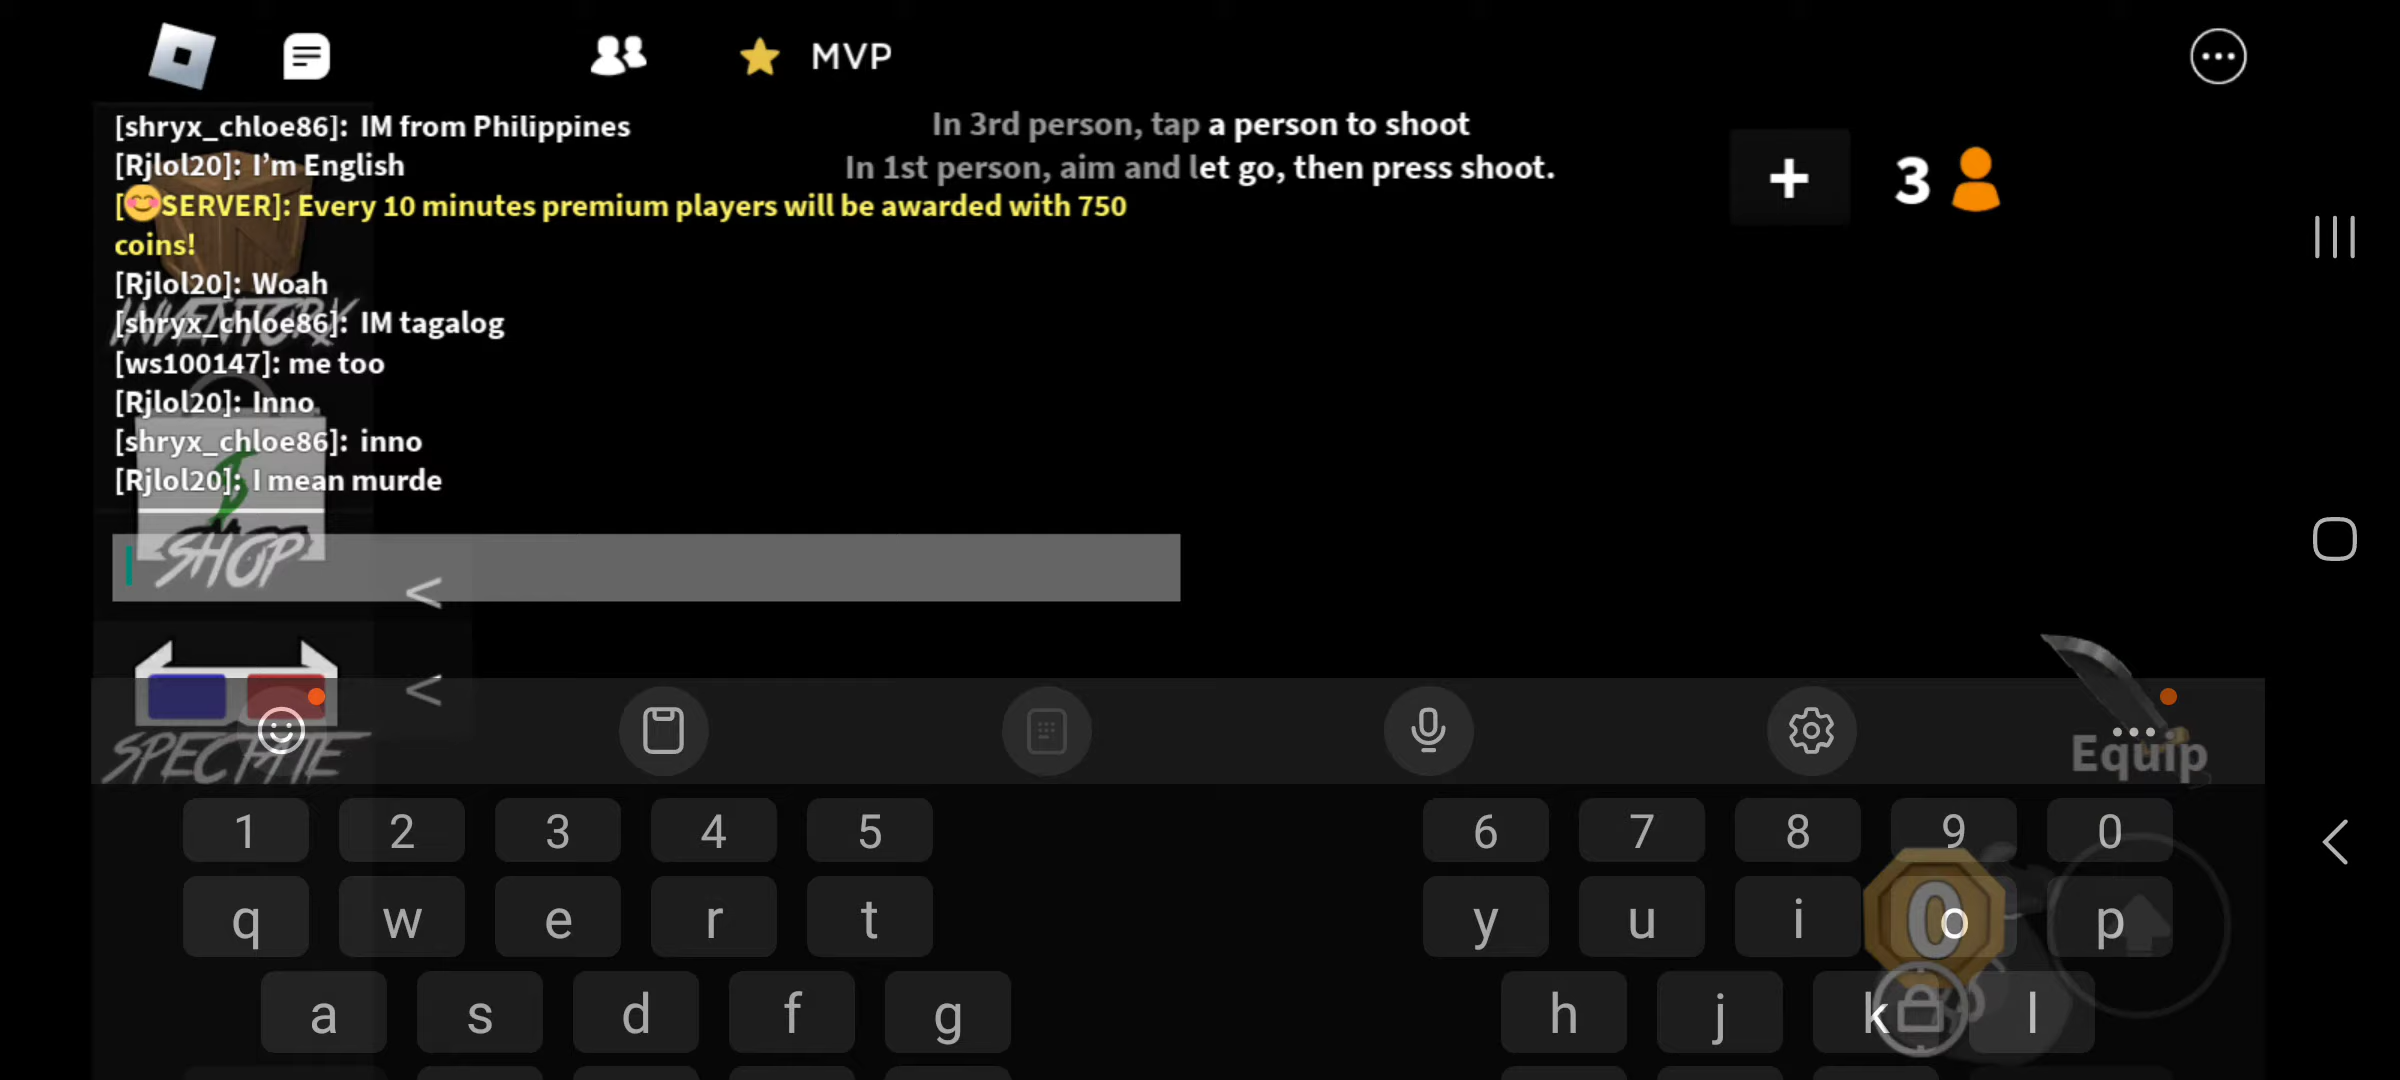 MVP
[shryx_chloe86]: IM from Philippines
[Rjlol20]: I'm English
[😊SERVER]: Every 10 minutes premium players will be awarded with 750
coins!
[Rjlol20]: Woah
[shryx_chloe86]: IM tagalog
[ws100147]: me too
[Rjlol20]: Inno
[shryx_chloe86]: inno
[Rjlol20]: I mean murde
In 3rd person, tap a person to shoot
In 1st person, aim and let go, then press shoot.
+ 3
INVENTORY
SHOP
<
<
SPECTATE
Equip
1 2 3 4 5 6 7 8 9 0
q w e r t y u i o p
0
a s d f g h j k l